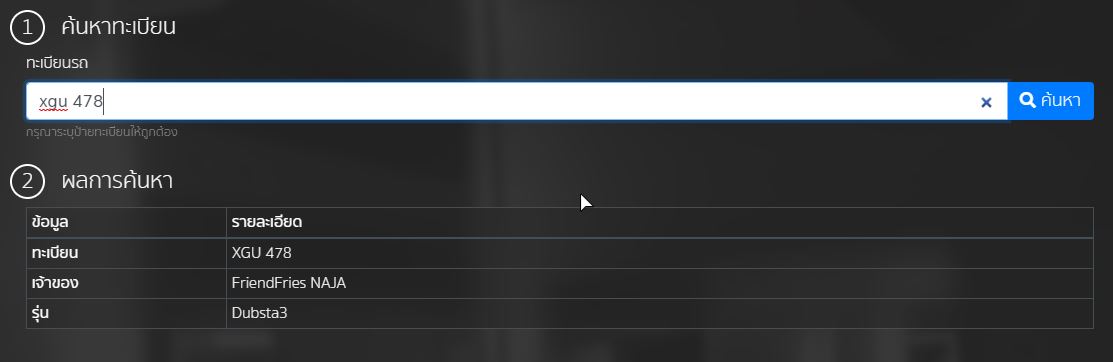 1 ค้นหาทะเบียน
ทะเบียนรถ
xgu 478 × ค้นหา
กรุณาระบุป้ายทะเบียนให้ถูกต้อง
2 ผลการค้นหา
ข้อมูล รายละเอียด
ทะเบียน XGU 478
เจ้าของ FriendFries NAJA
รุ่น Dubsta3